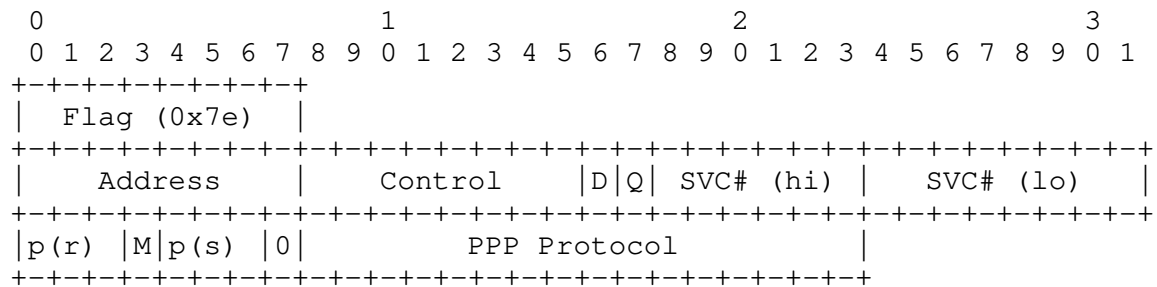 0                   1                   2                   3
 0 1 2 3 4 5 6 7 8 9 0 1 2 3 4 5 6 7 8 9 0 1 2 3 4 5 6 7 8 9 0 1
+-+-+-+-+-+-+-+-+
|  Flag (0x7e)  |
+-+-+-+-+-+-+-+-+-+-+-+-+-+-+-+-+-+-+-+-+-+-+-+-+-+-+-+-+-+-+-+-+
|    Address    |    Control    |D|Q| SVC# (hi) |   SVC# (lo)   |
+-+-+-+-+-+-+-+-+-+-+-+-+-+-+-+-+-+-+-+-+-+-+-+-+-+-+-+-+-+-+-+-+
|p(r) |M|p(s) |0|         PPP Protocol          |
+-+-+-+-+-+-+-+-+-+-+-+-+-+-+-+-+-+-+-+-+-+-+-+-+